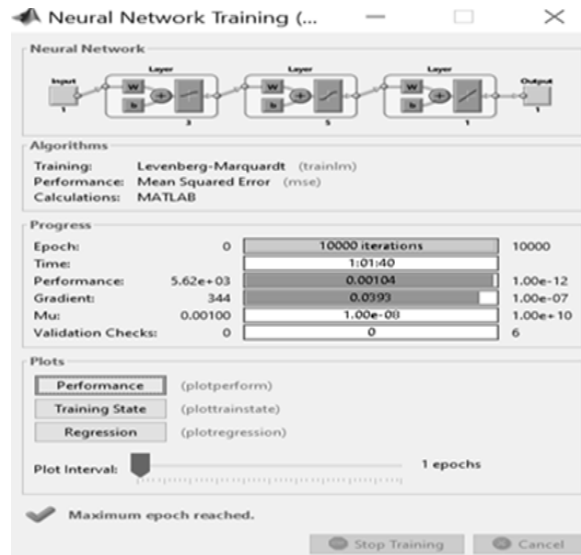 Neural Network Training (...
Neural Network
Layer Layer Layer
Input Output
W W W
b b b
1 3 5 1 1
Algorithms
Training: Levenberg-Marquardt (trainlm)
Performance: Mean Squared Error (mse)
Calculations: MATLAB
Progress
Epoch: 0 10000 iterations 10000
Time: 1:01:40
Performance: 5.62e+03 0.00104 1.00e-12
Gradient: 344 0.0393 1.00e-07
Mu: 0.00100 1.00e-08 1.00e+10
Validation Checks: 0 0 6
Plots
Performance (plotperform)
Training State (plottrainstate)
Regression (plotregression)
Plot Interval: 1 epochs
Maximum epoch reached.
Stop Training Cancel